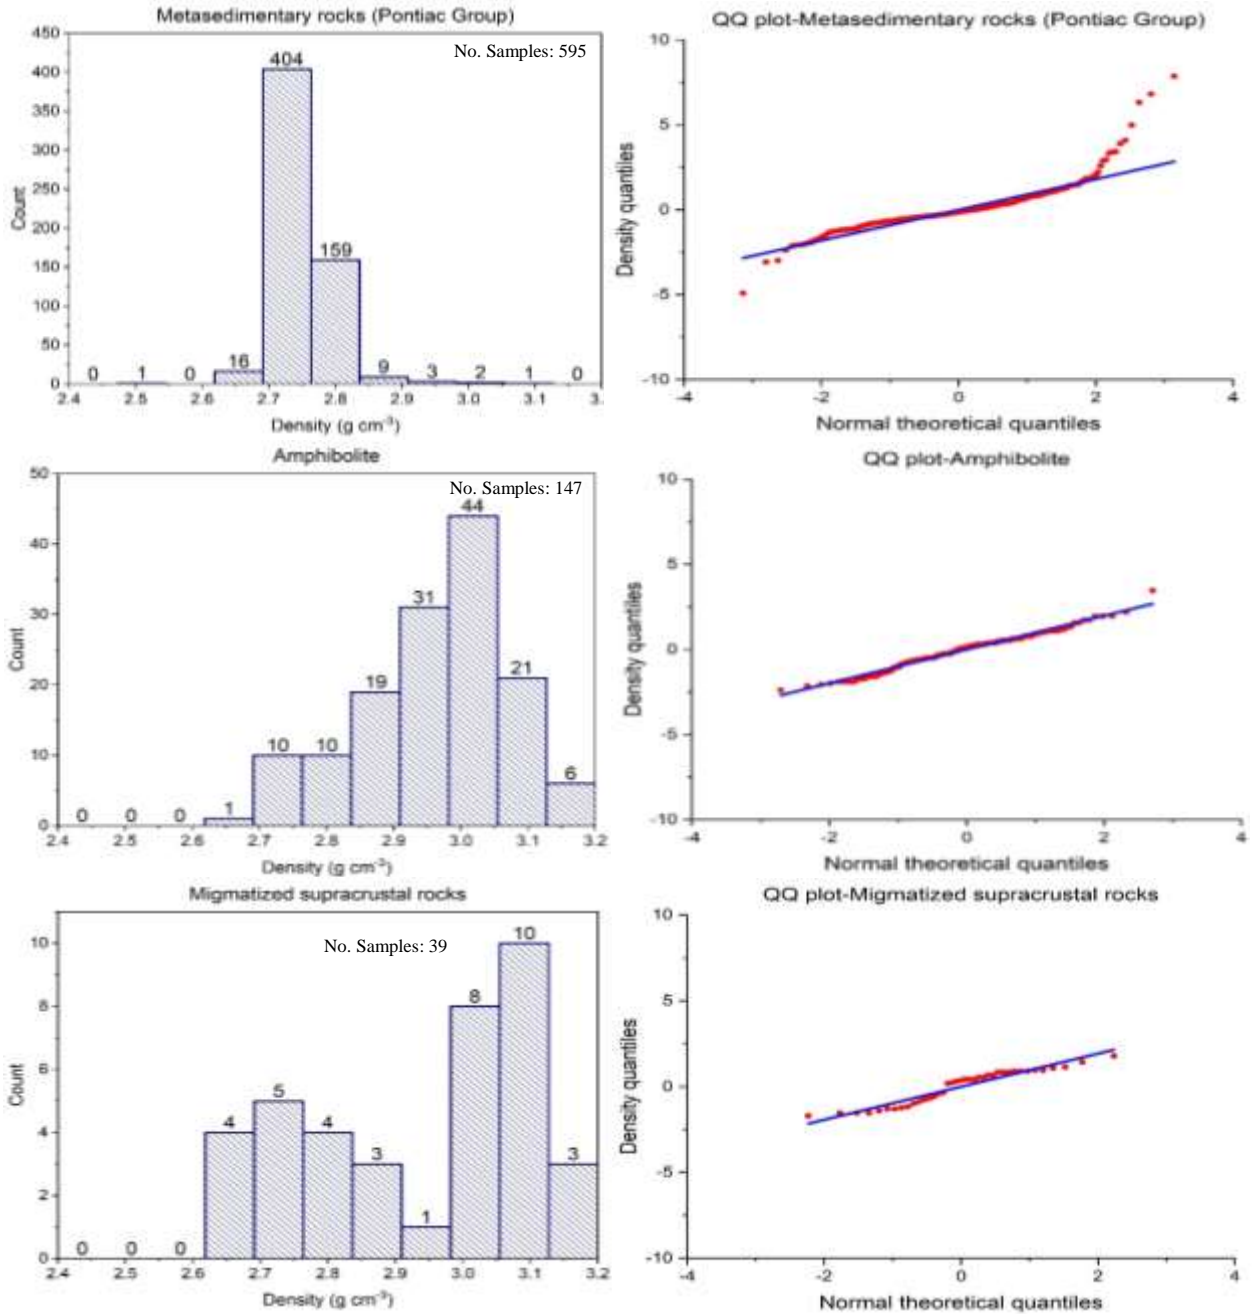 Metasedimentary rocks (Pontiac Group)
No. Samples: 595
450
400
350
300
250
200
150
100
50
0
Count
0 1 0 16 404 159 9 3 2 1 0
2.4 2.5 2.6 2.7 2.8 2.9 3.0 3.1 3.
Density (g cm⁻³)
QQ plot-Metasedimentary rocks (Pontiac Group)
10
5
0
-5
-10
Density quantiles
-4 -2 0 2 4
Normal theoretical quantiles
Amphibolite
No. Samples: 147
50
40
30
20
10
0
Count
0 0 0 1 10 10 19 31 44 21 6
2.4 2.5 2.6 2.7 2.8 2.9 3.0 3.1 3.2
Density (g cm⁻³)
QQ plot-Amphibolite
10
5
0
-5
-10
Density quantiles
-4 -2 0 2 4
Normal theoretical quantiles
Migmatized supracrustal rocks
No. Samples: 39
10
8
6
4
2
0
Count
0 0 0 4 5 4 3 1 8 10 3
2.4 2.5 2.6 2.7 2.8 2.9 3.0 3.1 3.2
Density (g cm⁻³)
QQ plot-Migmatized supracrustal rocks
10
5
0
-5
-10
Density quantiles
-4 -2 0 2 4
Normal theoretical quantiles